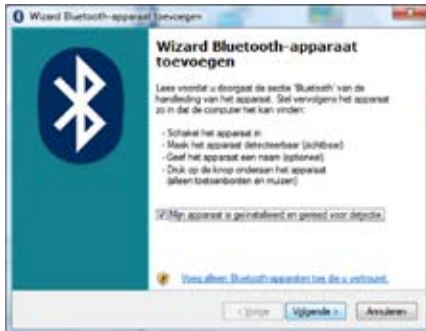 Wizard Bluetooth-apparaat toevoegen
Wizard Bluetooth-apparaat
toevoegen
Lees voordat u doorgaat de sectie 'Bluetooth' van de
handleiding van het apparaat. Stel vervolgens het apparaat
zo in dat de computer het kan vinden:
- Schakel het apparaat in
- Maak het apparaat detecteerbaar (zichtbaar)
- Geef het apparaat een naam (optioneel)
- Druk op de knop onderaan het apparaat
(alleen toetsenborden en muizen)
Mijn apparaat is geïnstalleerd en gereed voor detectie.
Voeg alleen Bluetooth-apparaten toe die u vertrouwt.
< Vorige Volgende > Annuleren